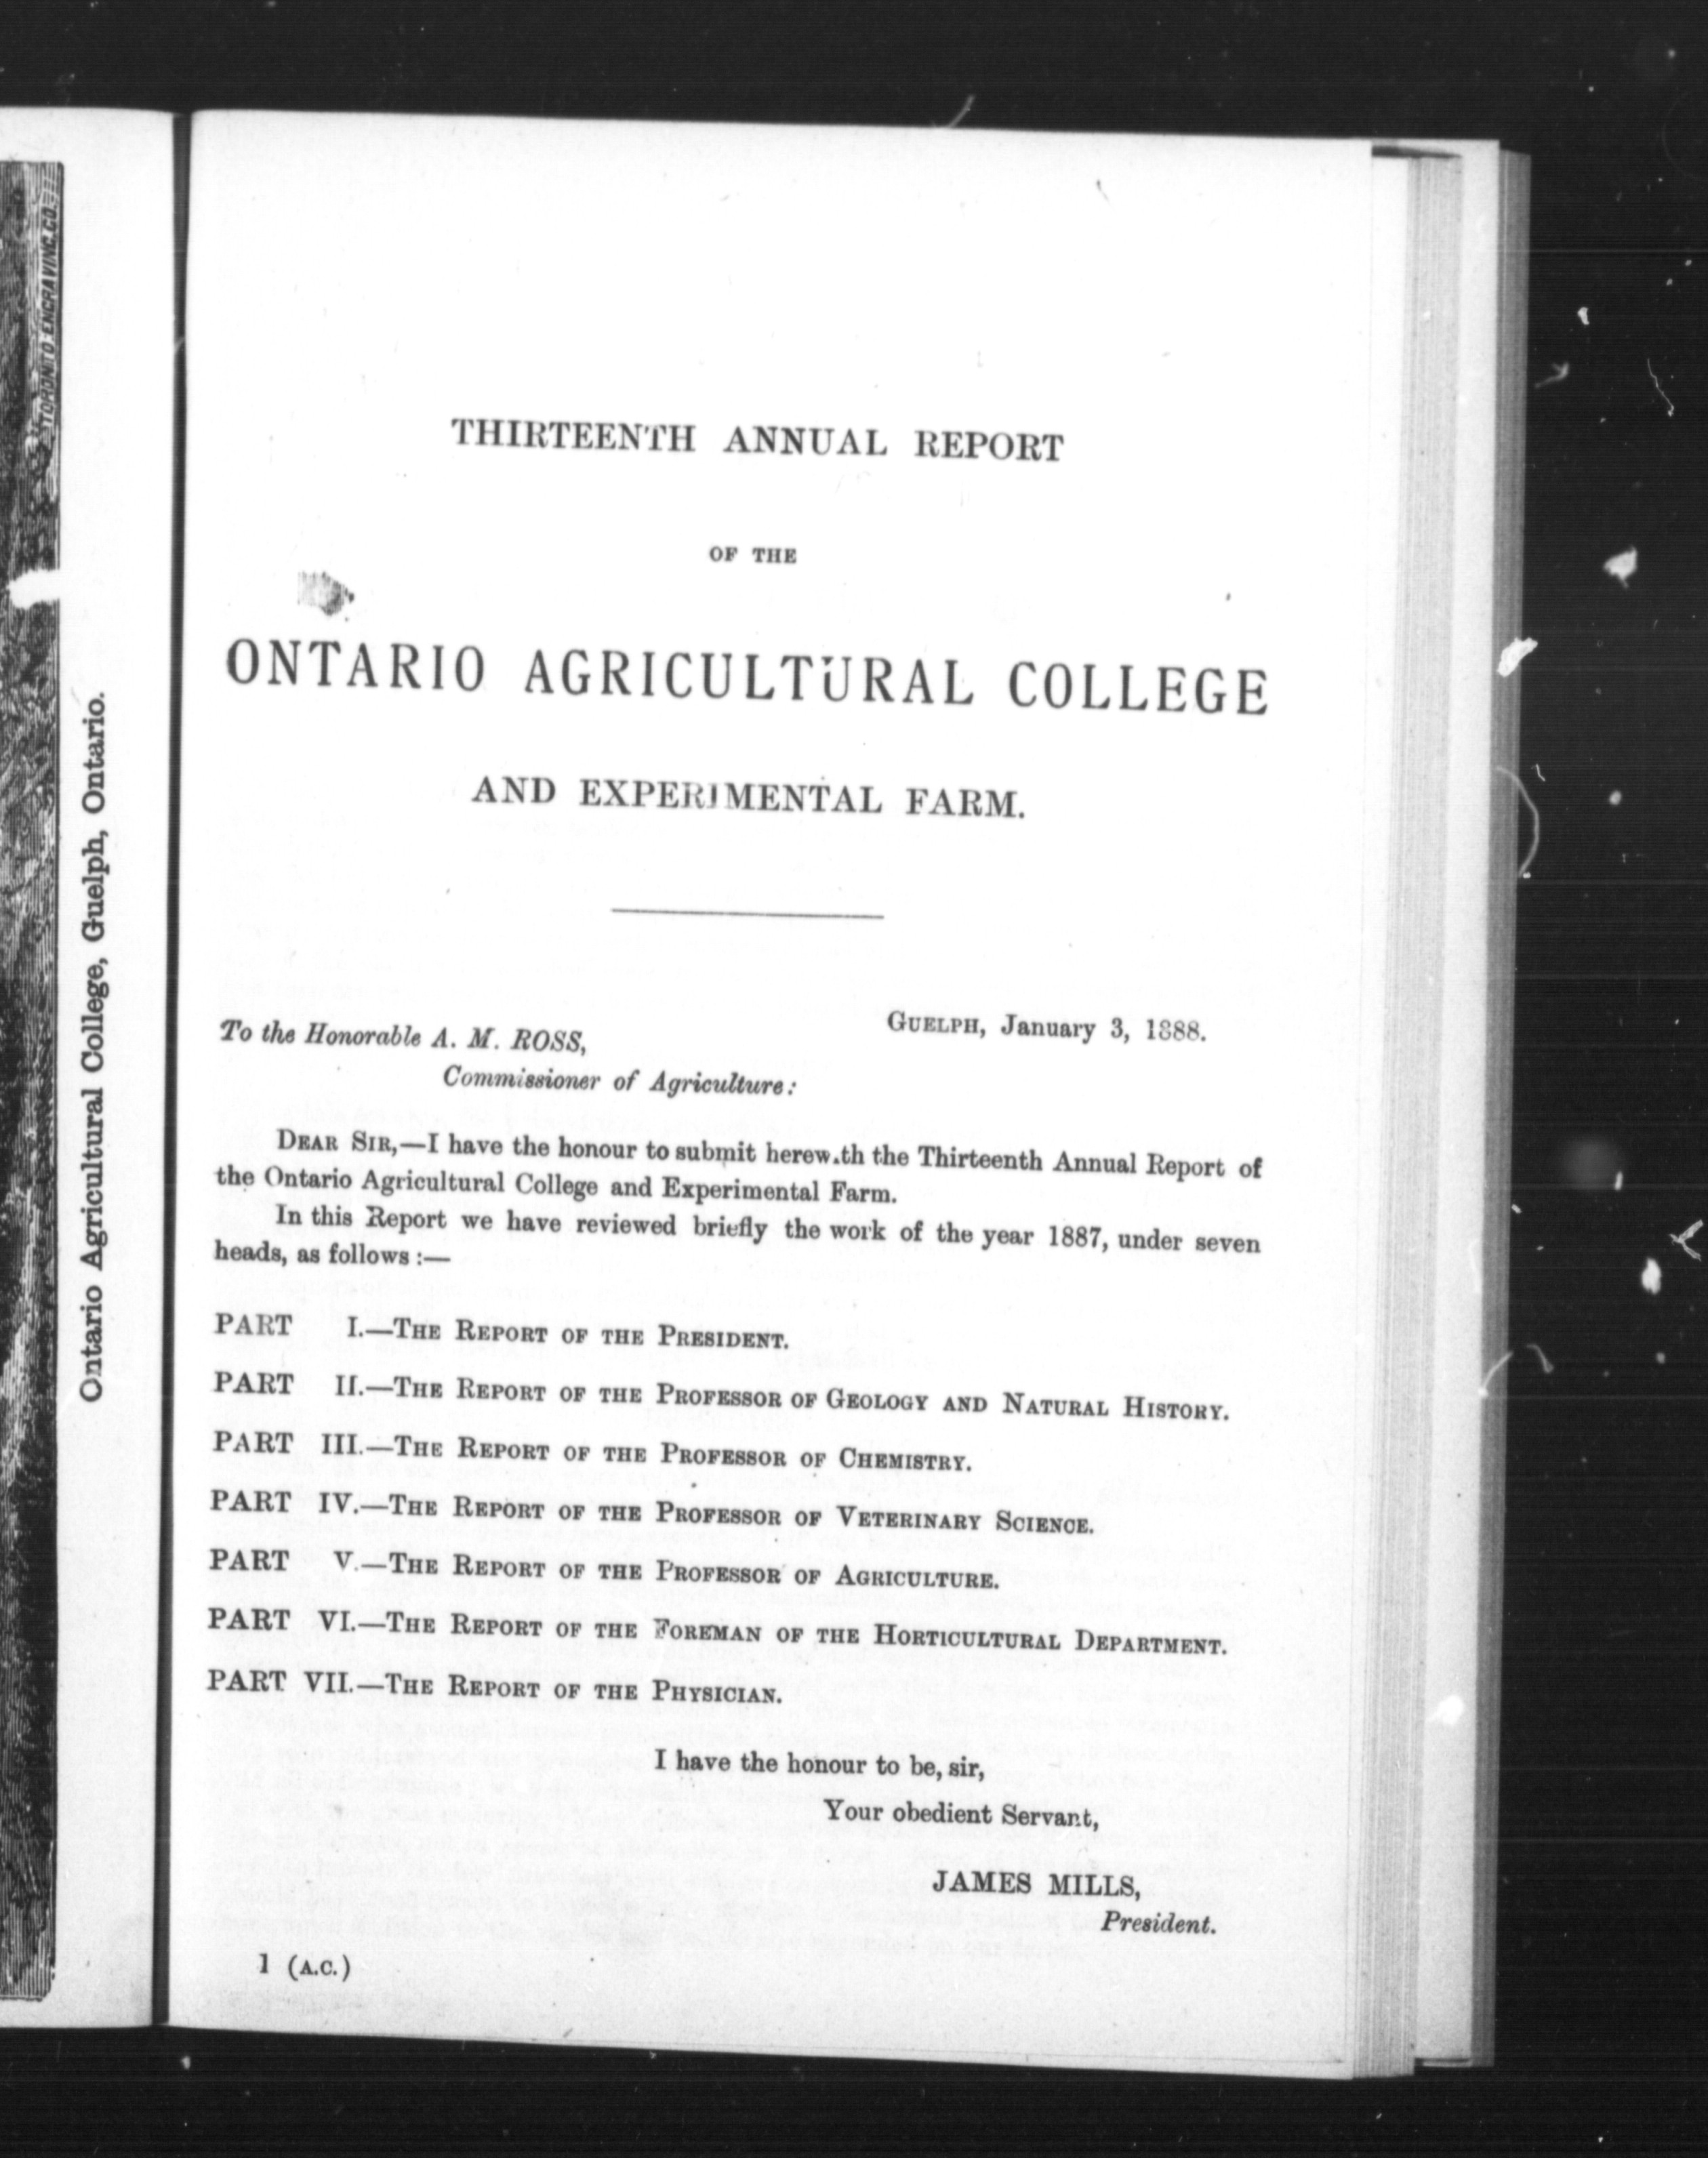 TORONTO ENGRAVING CO.
Ontario Agricultural College, Guelph, Ontario.
THIRTEENTH ANNUAL REPORT
OF THE
ONTARIO AGRICULTURAL COLLEGE
AND EXPERIMENTAL FARM.
GUELPH, January 3, 1888.
To the Honorable A. M. ROSS,
Commissioner of Agriculture:
DEAR SIR,—I have the honour to submit herew.th the Thirteenth Annual Report of
the Ontario Agricultural College and Experimental Farm.
In this Report we have reviewed briefly the work of the year 1887, under seven
heads, as follows :—
PART I.—THE REPORT OF THE PRESIDENT.
PART II.—THE REPORT OF THE PROFESSOR OF GEOLOGY AND NATURAL HISTORY.
PART III.—THE REPORT OF THE PROFESSOR OF CHEMISTRY.
PART IV.—THE REPORT OF THE PROFESSOR OF VETERINARY SCIENCE.
PART V.—THE REPORT OF THE PROFESSOR OF AGRICULTURE.
PART VI.—THE REPORT OF THE FOREMAN OF THE HORTICULTURAL DEPARTMENT.
PART VII.—THE REPORT OF THE PHYSICIAN.
I have the honour to be, sir,
Your obedient Servant,
JAMES MILLS,
President.
1 (A.C.)